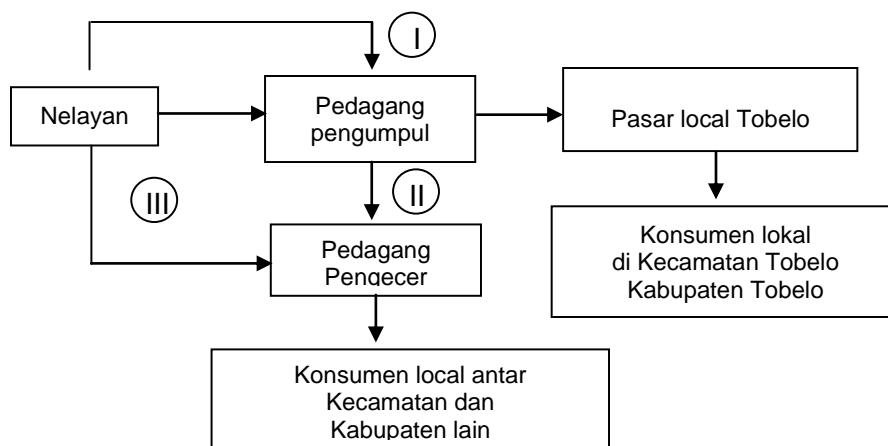 I
Nelayan
Pedagang
pengumpul
Pasar local Tobelo
III
II
Pedagang
Pengecer
Konsumen lokal
di Kecamatan Tobelo
Kabupaten Tobelo
Konsumen local antar
Kecamatan dan
Kabupaten lain